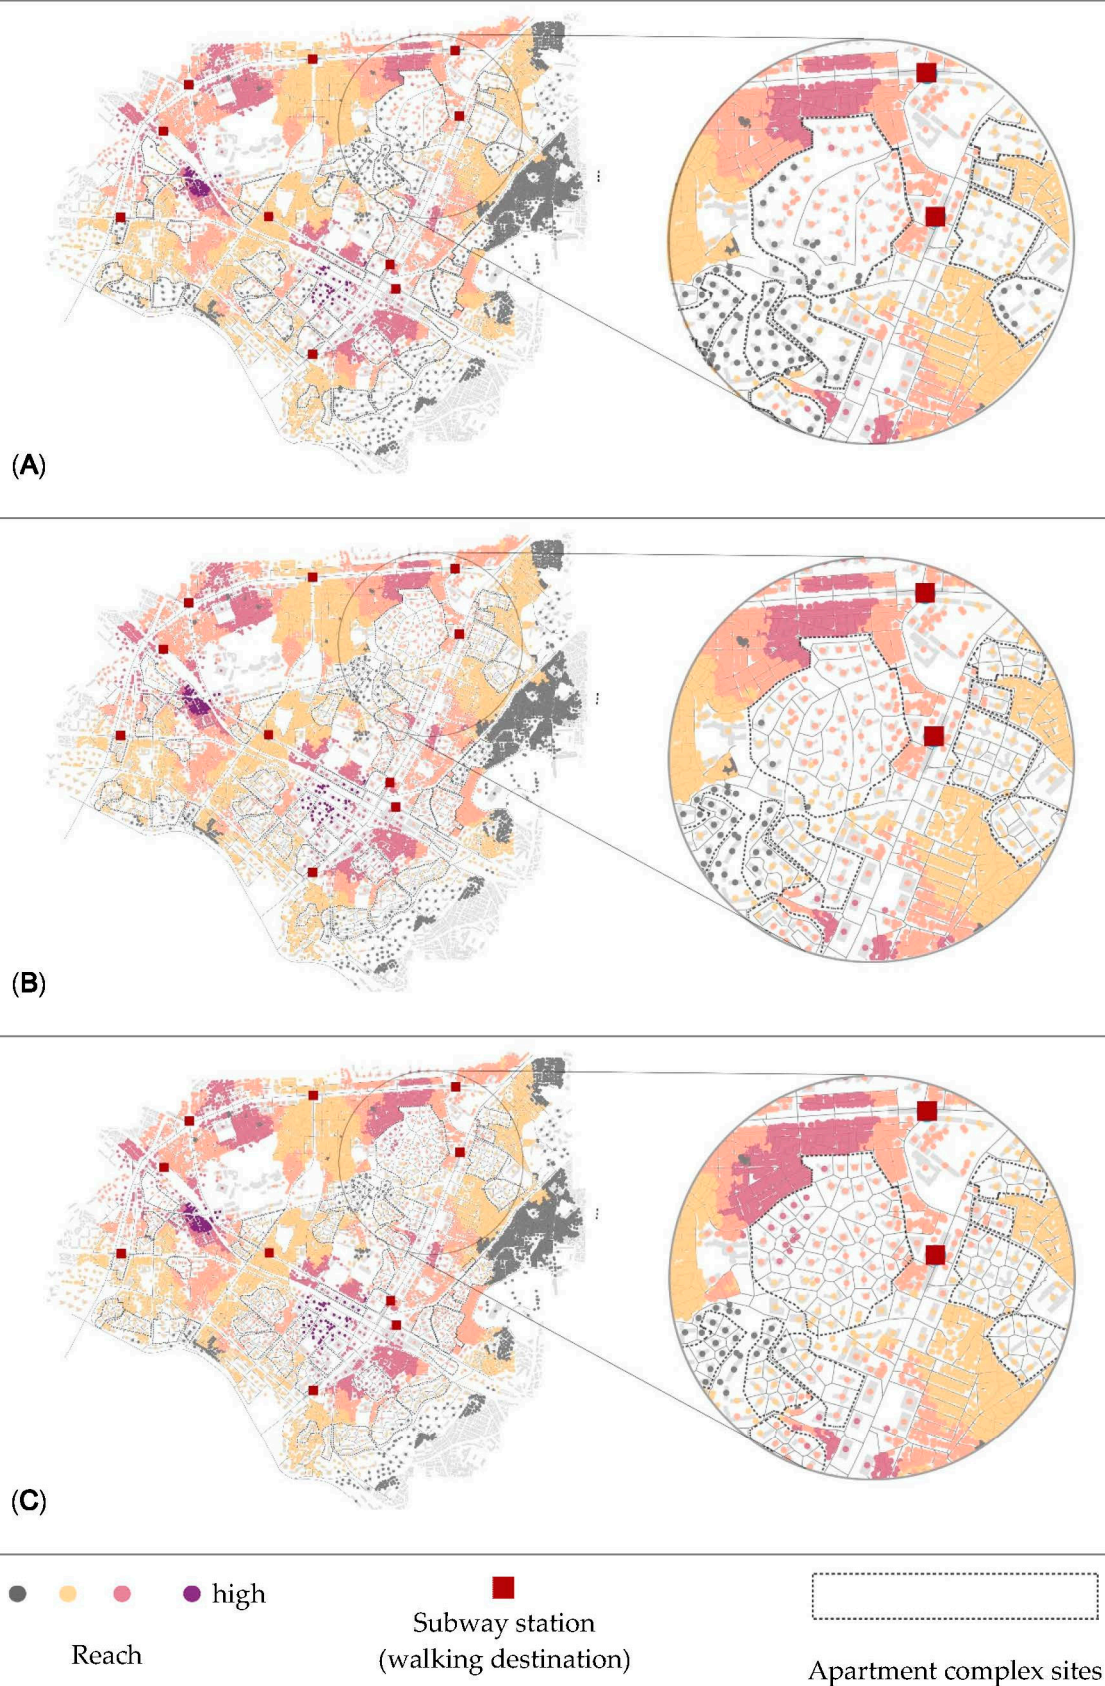 (A)
(B)
(C)
high
Reach
Subway station
(walking destination)
Apartment complex sites